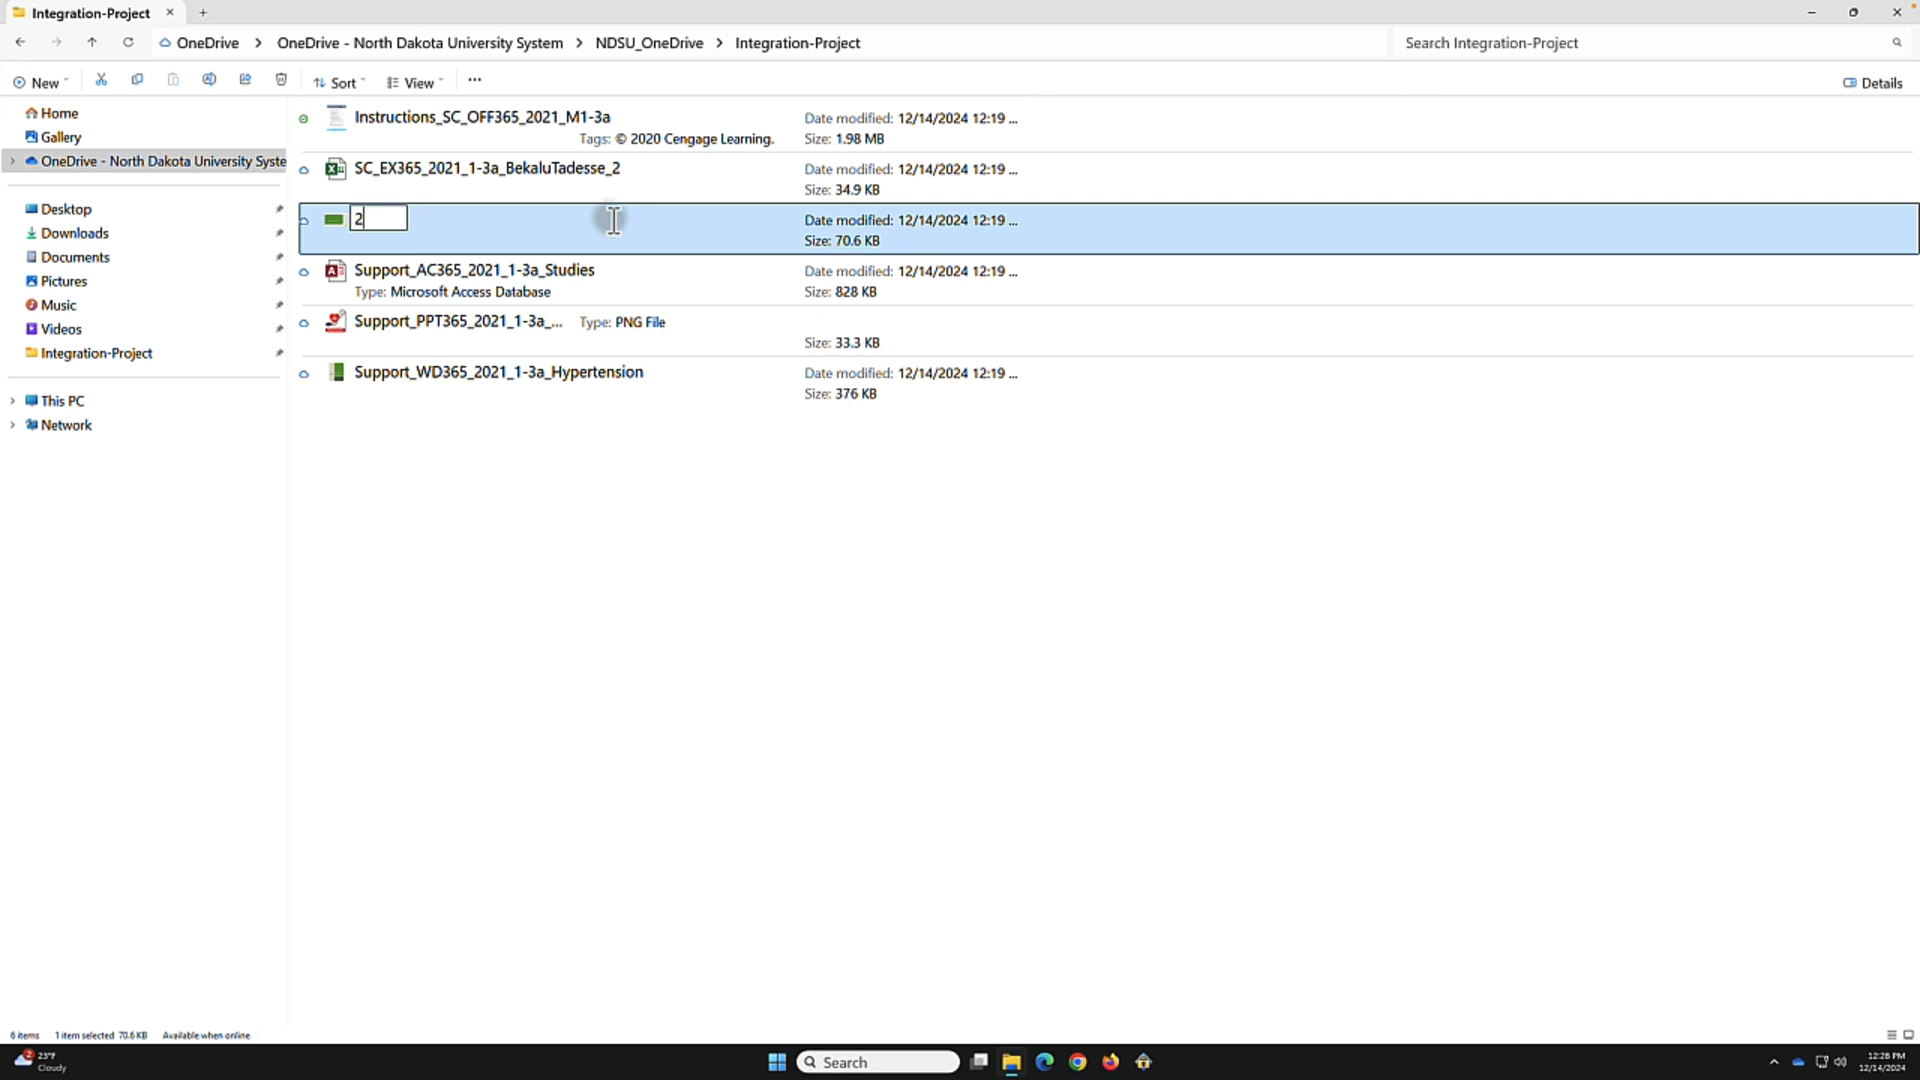 Integration-Project
OneDrive > OneDrive - North Dakota University System > NDSU_OneDrive > Integration-Project
Search Integration-Project
New
Sort
View
Details
Home
Gallery
OneDrive - North Dakota University Syste
Desktop
Downloads
Documents
Pictures
Music
Videos
Integration-Project
This PC
Network
Instructions_SC_OFF365_2021_M1-3a
Date modified: 12/14/2024 12:19 ...
Tags: © 2020 Cengage Learning.
Size: 1.98 MB
SC_EX365_2021_1-3a_BekaluTadesse_2
Date modified: 12/14/2024 12:19 ...
Size: 34.9 KB
2
Date modified: 12/14/2024 12:19 ...
Size: 70.6 KB
Support_AC365_2021_1-3a_Studies
Date modified: 12/14/2024 12:19 ...
Type: Microsoft Access Database
Size: 828 KB
Support_PPT365_2021_1-3a_... Type: PNG File
Size: 33.3 KB
Support_WD365_2021_1-3a_Hypertension
Date modified: 12/14/2024 12:19 ...
Size: 376 KB
6 items 1 item selected 70.6 KB Available when online
23°F
Cloudy
Search
12:28 PM
12/14/2024